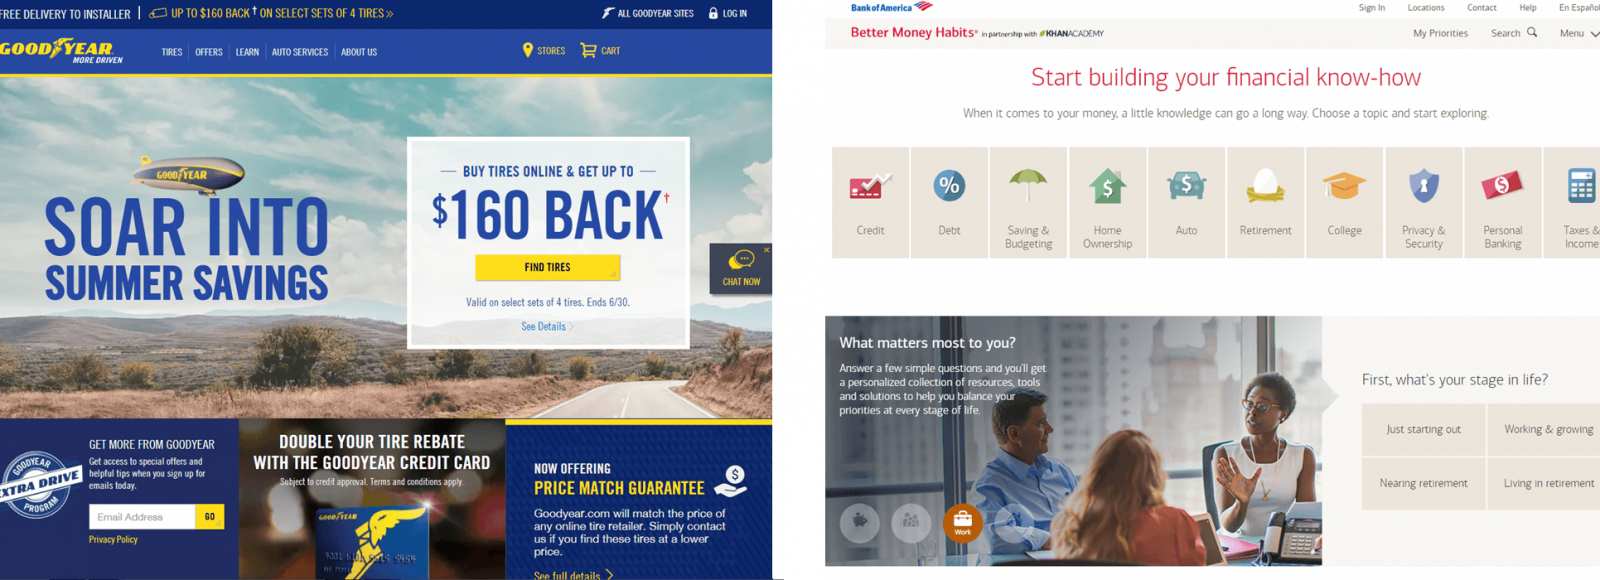 FREE DELIVERY TO INSTALLER
UP TO $160 BACK † ON SELECT SETS OF 4 TIRES »
ALL GOODYEAR SITES
LOG IN
GOODYEAR
MORE DRIVEN
TIRES
OFFERS
LEARN
AUTO SERVICES
ABOUT US
STORES
CART
GOODYEAR
SOAR INTO
SUMMER SAVINGS
BUY TIRES ONLINE & GET UP TO
$160 BACK†
FIND TIRES
Valid on select sets of 4 tires. Ends 6/30.
See Details
CHAT NOW
GOODYEAR
EXTRA DRIVE
PROGRAM
GET MORE FROM GOODYEAR
Get access to special offers and
helpful tips when you sign up for
emails today.
Email Address
GO
Privacy Policy
DOUBLE YOUR TIRE REBATE
WITH THE GOODYEAR CREDIT CARD
Subject to credit approval. Terms and conditions apply.
GOODYEAR
NOW OFFERING
PRICE MATCH GUARANTEE
Goodyear.com will match the price of
any online tire retailer. Simply contact
us if you find these tires at a lower
price.
See full details
Bank of America
Sign In
Locations
Contact
Help
En Español
Better Money Habits® in partnership with KHANACADEMY
My Priorities
Search
Menu
Start building your financial know-how
When it comes to your money, a little knowledge can go a long way. Choose a topic and start exploring.
Credit
Debt
Saving &
Budgeting
Home
Ownership
Auto
Retirement
College
Privacy &
Security
Personal
Banking
Taxes &
Income
What matters most to you?
Answer a few simple questions and you'll get
a personalized collection of resources, tools
and solutions to help you balance your
priorities at every stage of life.
Work
First, what's your stage in life?
Just starting out
Working & growing
Nearing retirement
Living in retirement